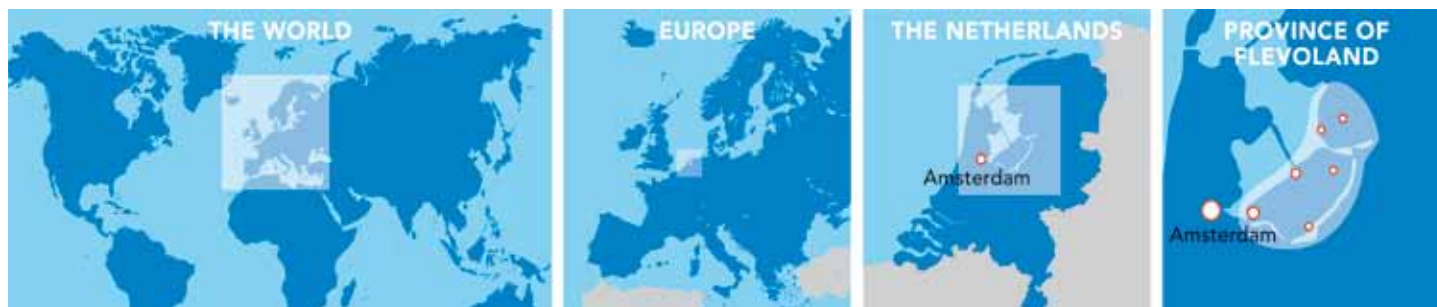 THE WORLD
EUROPE
THE NETHERLANDS
Amsterdam
PROVINCE OF
FLEVOLAND
Amsterdam